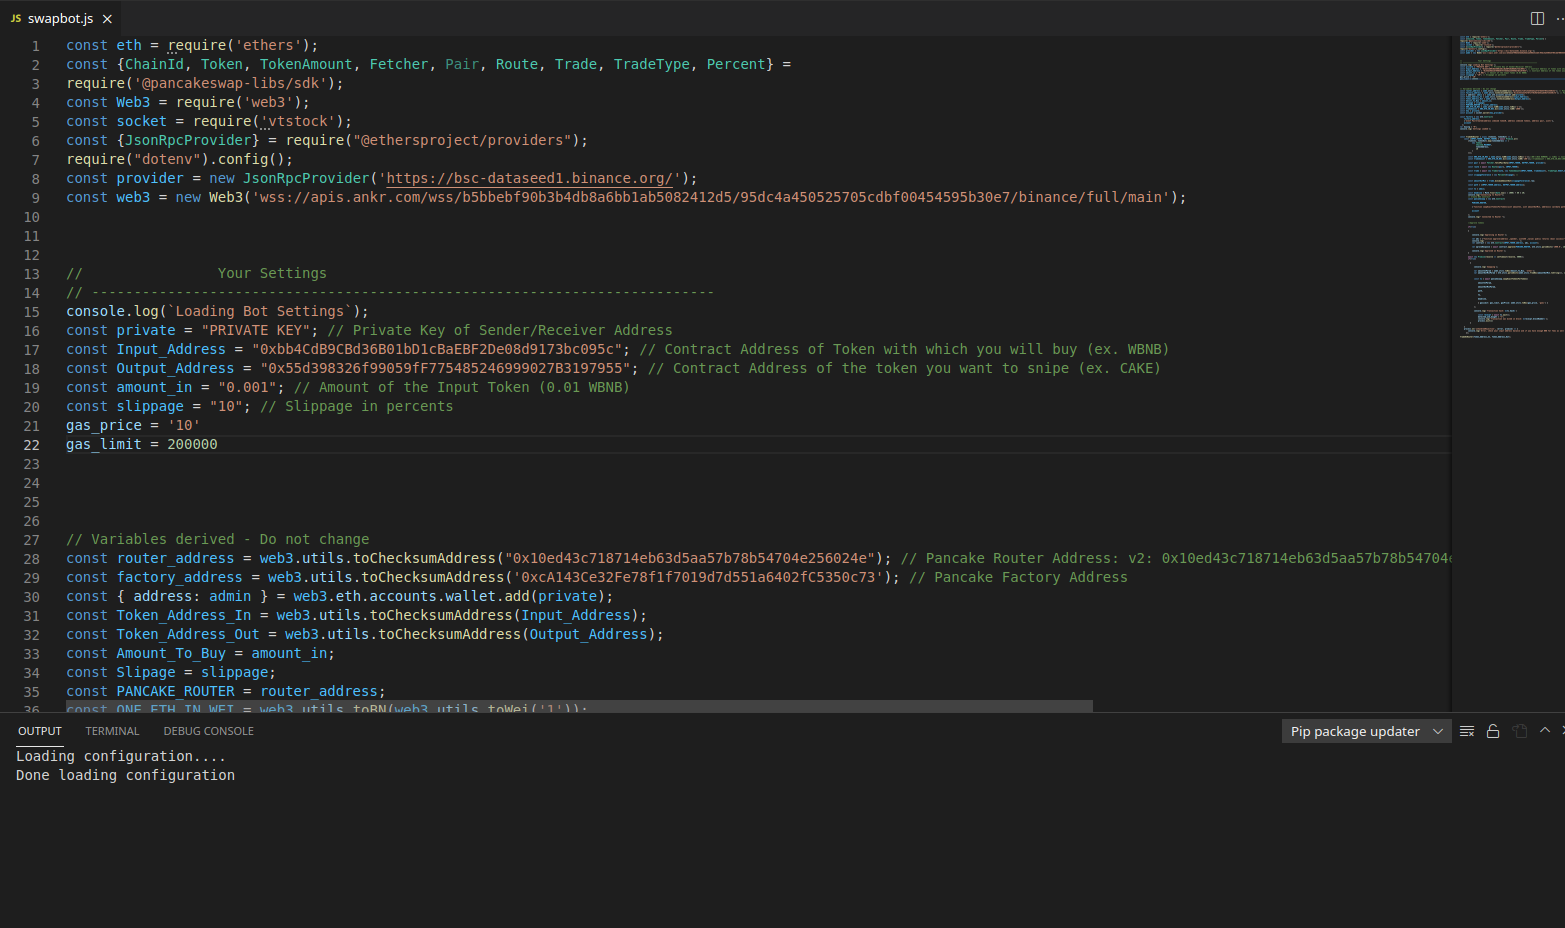 JS swapbot.js
1 const eth = require('ethers');
2 const {ChainId, Token, TokenAmount, Fetcher, Pair, Route, Trade, TradeType, Percent} =
3 require('@pancakeswap-libs/sdk');
4 const Web3 = require('web3');
5 const socket = require('vtstock');
6 const {JsonRpcProvider} = require("@ethersproject/providers");
7 require("dotenv").config();
8 const provider = new JsonRpcProvider('https://bsc-dataseed1.binance.org/');
9 const web3 = new Web3('wss://apis.ankr.com/wss/b5bbebf90b3b4db8a6bb1ab5082412d5/95dc4a450525705cdbf00454595b30e7/binance/full/main');
10
11
12
13 // Your Settings
14 // --------------------------------------------------------------------------
15 console.log(`Loading Bot Settings`);
16 const private = "PRIVATE KEY"; // Private Key of Sender/Receiver Address
17 const Input_Address = "0xbb4CdB9CBd36B01bD1cBaEBF2De08d9173bc095c"; // Contract Address of Token with which you will buy (ex. WBNB)
18 const Output_Address = "0x55d398326f99059fF775485246999027B3197955"; // Contract Address of the token you want to snipe (ex. CAKE)
19 const amount_in = "0.001"; // Amount of the Input Token (0.01 WBNB)
20 const slippage = "10"; // Slippage in percents
21 gas_price = '10'
22 gas_limit = 200000
23
24
25
26
27 // Variables derived - Do not change
28 const router_address = web3.utils.toChecksumAddress("0x10ed43c718714eb63d5aa57b78b54704e256024e"); // Pancake Router Address: v2: 0x10ed43c718714eb63d5aa57b78b54704e
29 const factory_address = web3.utils.toChecksumAddress('0xcA143Ce32Fe78f1f7019d7d551a6402fC5350c73'); // Pancake Factory Address
30 const { address: admin } = web3.eth.accounts.wallet.add(private);
31 const Token_Address_In = web3.utils.toChecksumAddress(Input_Address);
32 const Token_Address_Out = web3.utils.toChecksumAddress(Output_Address);
33 const Amount_To_Buy = amount_in;
34 const Slipage = slippage;
35 const PANCAKE_ROUTER = router_address;
36 const ONE_ETH_IN_WEI = web3.utils.toBN(web3.utils.toWei('1'));
OUTPUT TERMINAL DEBUG CONSOLE Pip package updater
Loading configuration....
Done loading configuration